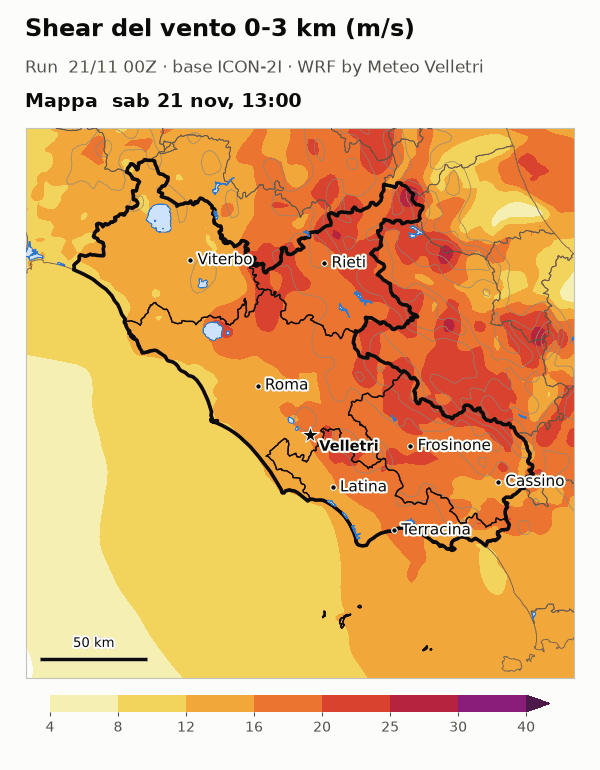 Shear del vento 0-3 km (m/s)
Run  21/11 00Z · base ICON-2I · WRF by Meteo Velletri
Mappa  sab 21 nov, 13:00
Viterbo
Rieti
Roma
Velletri
Frosinone
Cassino
Latina
Terracina
50 km
4 8 12 16 20 25 30 40